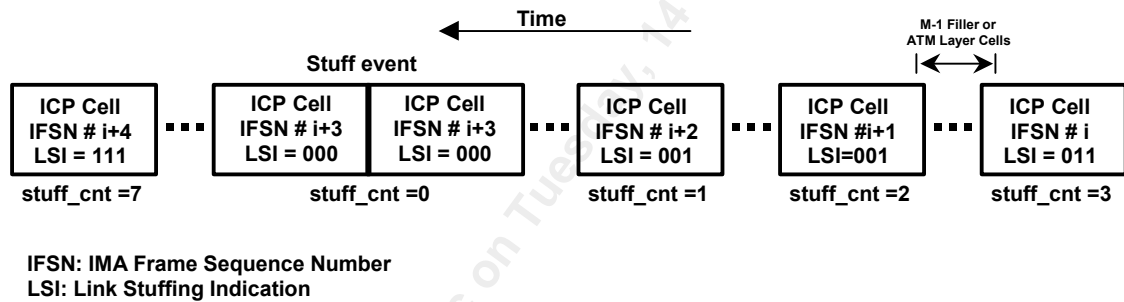 Time
M-1 Filler or
ATM Layer Cells
Stuff event
ICP Cell
IFSN # i+4
LSI = 111
ICP Cell
IFSN # i+3
LSI = 000
ICP Cell
IFSN # i+3
LSI = 000
ICP Cell
IFSN # i+2
LSI = 001
ICP Cell
IFSN #i+1
LSI=001
ICP Cell
IFSN # i
LSI = 011
stuff_cnt =7
stuff_cnt =0
stuff_cnt =1
stuff_cnt =2
stuff_cnt =3
IFSN: IMA Frame Sequence Number
LSI: Link Stuffing Indication
on Tuesday, 14